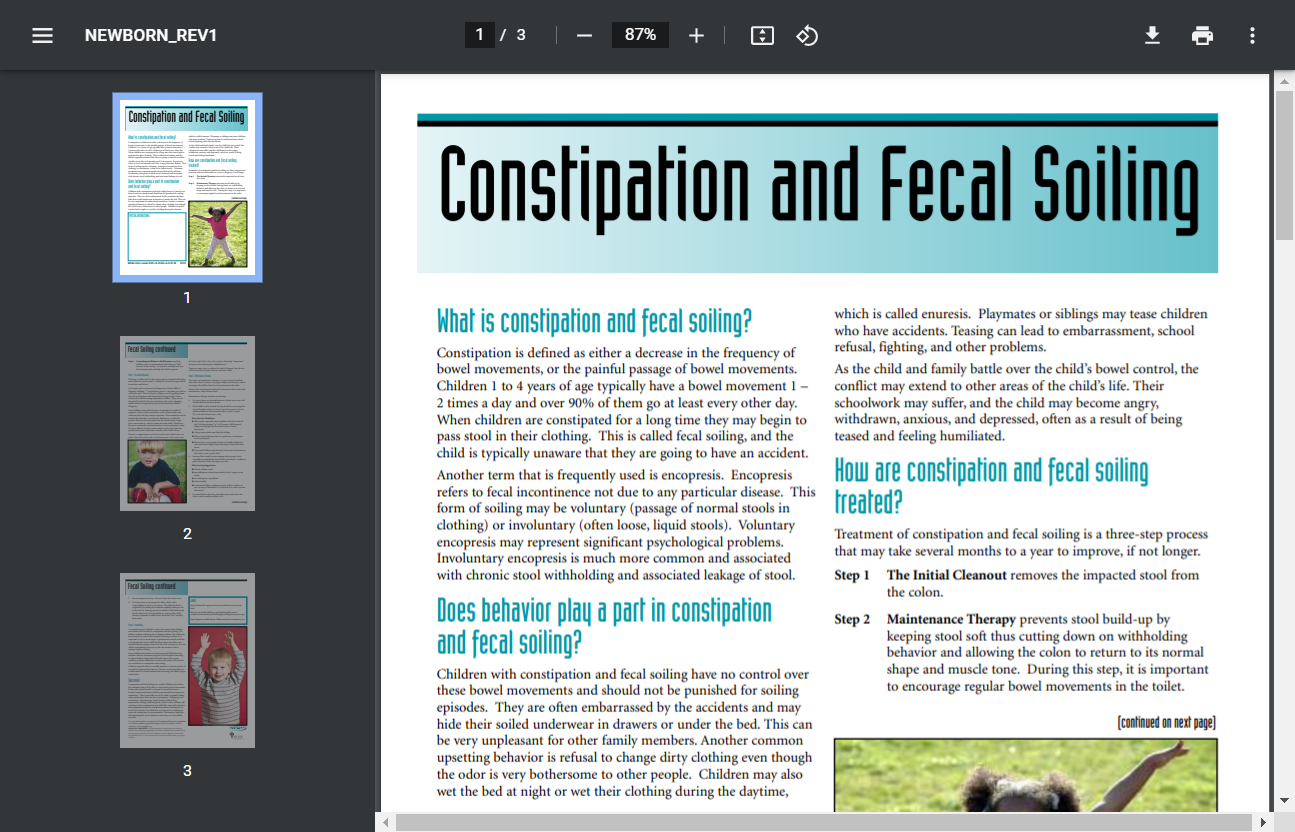 NEWBORN_REV1
1 / 3
87%
Constipation and Fecal Soiling
1
Fecal Soiling continued
2
Fecal Soiling continued
3
Constipation and Fecal Soiling
What is constipation and fecal soiling?
Constipation is defined as either a decrease in the frequency of
bowel movements, or the painful passage of bowel movements.
Children 1 to 4 years of age typically have a bowel movement 1 –
2 times a day and over 90% of them go at least every other day.
When children are constipated for a long time they may begin to
pass stool in their clothing.  This is called fecal soiling, and the
child is typically unaware that they are going to have an accident.
Another term that is frequently used is encopresis.  Encopresis
refers to fecal incontinence not due to any particular disease.  This
form of soiling may be voluntary (passage of normal stools in
clothing) or involuntary (often loose, liquid stools).  Voluntary
encopresis may represent significant psychological problems.
Involuntary encopresis is much more common and associated
with chronic stool withholding and associated leakage of stool.
Does behavior play a part in constipation
and fecal soiling?
Children with constipation and fecal soiling have no control over
these bowel movements and should not be punished for soiling
episodes.  They are often embarrassed by the accidents and may
hide their soiled underwear in drawers or under the bed. This can
be very unpleasant for other family members. Another common
upsetting behavior is refusal to change dirty clothing even though
the odor is very bothersome to other people.  Children may also
wet the bed at night or wet their clothing during the daytime,
which is called enuresis.  Playmates or siblings may tease children
who have accidents. Teasing can lead to embarrassment, school
refusal, fighting, and other problems.
As the child and family battle over the child's bowel control, the
conflict may extend to other areas of the child's life. Their
schoolwork may suffer, and the child may become angry,
withdrawn, anxious, and depressed, often as a result of being
teased and feeling humiliated.
How are constipation and fecal soiling
treated?
Treatment of constipation and fecal soiling is a three-step process
that may take several months to a year to improve, if not longer.
Step 1 The Initial Cleanout removes the impacted stool from
the colon.
Step 2 Maintenance Therapy prevents stool build-up by
keeping stool soft thus cutting down on withholding
behavior and allowing the colon to return to its normal
shape and muscle tone.  During this step, it is important
to encourage regular bowel movements in the toilet.
(continued on next page)